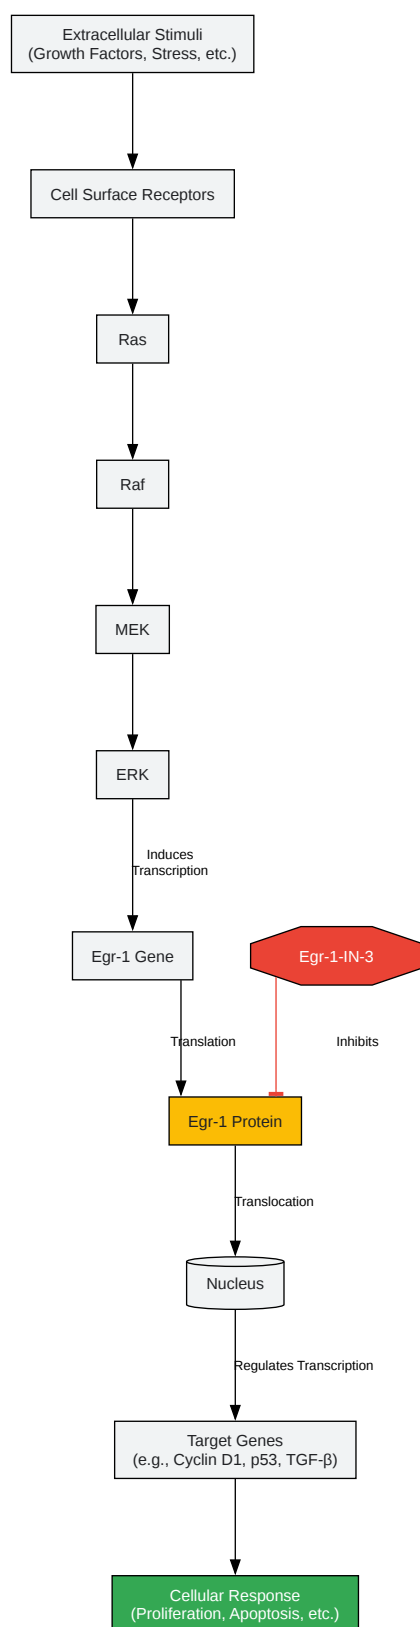 Extracellular Stimuli
(Growth Factors, Stress, etc.)
Cell Surface Receptors
Ras
Raf
MEK
ERK
Induces
Transcription
Egr-1 Gene
Egr-1-IN-3
Translation
Inhibits
Egr-1 Protein
Translocation
Nucleus
Regulates Transcription
Target Genes
(e.g., Cyclin D1, p53, TGF-β)
Cellular Response
(Proliferation, Apoptosis, etc.)